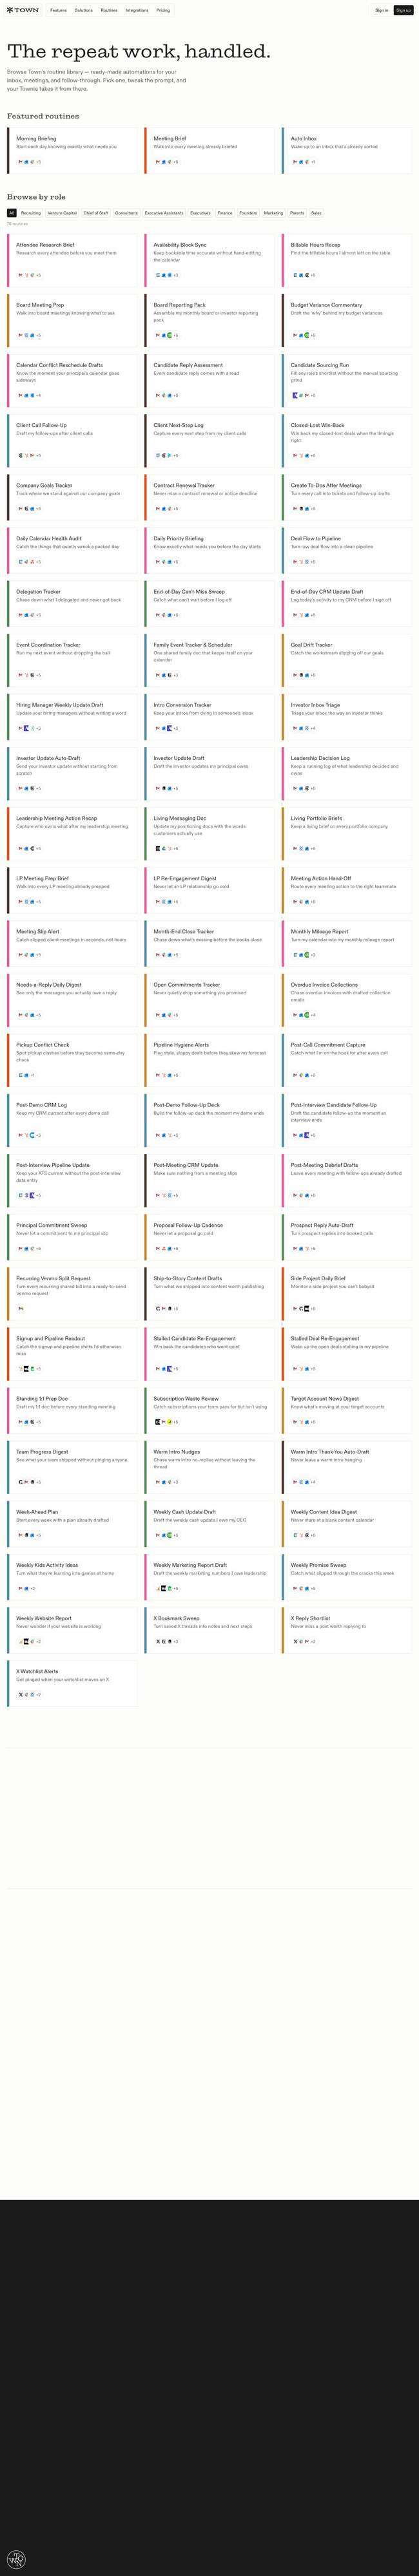 TOWN
Features
Solutions
Routines
Integrations
Pricing
Sign in
Sign up
The repeat work, handled.
Browse Town's routine library — ready-made automations for your
inbox, meetings, and follow-through. Pick one, tweak the prompt, and
your Townie takes it from there.
Featured routines
Morning Briefing
Start each day knowing exactly what needs you
Meeting Brief
Walk into every meeting already briefed
Auto Inbox
Wake up to an inbox that's already sorted
Browse by role
All
Recruiting
Venture Capital
Chief of Staff
Consultants
Executive Assistants
Executives
Finance
Founders
Marketing
Parents
Sales
Attendee Research Brief
Research every attendee before you meet them
Availability Block Sync
Keep bookable time accurate without hand-editing
the calendar
Billable Hours Recap
Find the billable hours I almost left on the table
Board Meeting Prep
Walk into board meetings knowing what to ask
Board Reporting Pack
Assemble my monthly board or investor reporting
pack
Budget Variance Commentary
Draft the 'why' behind my budget variances
Calendar Conflict Reschedule Drafts
Know the moment your principal's calendar goes
sideways
Candidate Reply Assessment
Every candidate reply comes with a read
Candidate Sourcing Run
Fill any role's shortlist without the manual sourcing
grind
Client Call Follow-Up
Draft my follow-ups after client calls
Client Next-Step Log
Capture every next step from my client calls
Closed-Lost Win-Back
Win back my closed-lost deals when the timing's
right
Company Goals Tracker
Track where we stand against our company goals
Contract Renewal Tracker
Never miss a contract renewal or notice deadline
Create To-Dos After Meetings
Turn every call into tickets and follow-up drafts
Daily Calendar Health Audit
Catch the things that quietly wreck a packed day
Daily Priority Briefing
Know exactly what needs you before the day starts
Deal Flow to Pipeline
Turn raw deal flow into a clean pipeline
Delegation Tracker
Chase down what I delegated and never got back
End-of-Day Can't-Miss Sweep
Catch what can't wait before I log off
End-of-Day CRM Update Draft
Log today's activity to my CRM before I sign off
Event Coordination Tracker
Run my next event without dropping the ball
Family Event Tracker & Scheduler
One shared family doc that keeps itself on your
calendar
Goal Drift Tracker
Catch the workstream slipping off our goals
Hiring Manager Weekly Update Draft
Update your hiring managers without writing a word
Intro Conversion Tracker
Keep your intros from dying in someone's inbox
Investor Inbox Triage
Triage your inbox the way an investor thinks
Investor Update Auto-Draft
Send your investor update without starting from
scratch
Investor Update Draft
Draft the investor updates my principal owes
Leadership Decision Log
Keep a running log of what leadership decided and
owns
Leadership Meeting Action Recap
Capture who owns what after my leadership meeting
Living Messaging Doc
Update my positioning docs with the words
customers actually use
Living Portfolio Briefs
Keep a living brief on every portfolio company
LP Meeting Prep Brief
Walk into every LP meeting already prepped
LP Re-Engagement Digest
Never let an LP relationship go cold
Meeting Action Hand-Off
Route every meeting action to the right teammate
Meeting Slip Alert
Catch slipped client meetings in seconds, not hours
Month-End Close Tracker
Chase down what's missing before the books close
Monthly Mileage Report
Turn my calendar into my monthly mileage report
Needs-a-Reply Daily Digest
See only the messages you actually owe a reply
Open Commitments Tracker
Never quietly drop something you promised
Overdue Invoice Collections
Chase overdue invoices with drafted collection
emails
Pickup Conflict Check
Spot pickup clashes before they become same-day
chaos
Pipeline Hygiene Alerts
Flag stale, sloppy deals before they skew my forecast
Post-Call Commitment Capture
Catch what I'm on the hook for after every call
Post-Demo CRM Log
Keep my CRM current after every demo call
Post-Demo Follow-Up Deck
Build the follow-up deck the moment my demo ends
Post-Interview Candidate Follow-Up
Draft the candidate follow-up the moment an
interview ends
Post-Interview Pipeline Update
Keep your ATS current without the post-interview
data entry
Post-Meeting CRM Update
Make sure nothing from a meeting slips
Post-Meeting Debrief Drafts
Leave every meeting with follow-ups already drafted
Principal Commitment Sweep
Never let a commitment to my principal slip
Proposal Follow-Up Cadence
Never let a proposal go cold
Prospect Reply Auto-Draft
Turn prospect replies into booked calls
Recurring Venmo Split Request
Turn every recurring shared bill into a ready-to-send
Venmo request
Ship-to-Story Content Drafts
Turn what we shipped into content worth publishing
Side Project Daily Brief
Monitor a side project you can't babysit
Signup and Pipeline Readout
Catch the signup and pipeline shifts I'd otherwise
miss
Stalled Candidate Re-Engagement
Win back the candidates who went quiet
Stalled Deal Re-Engagement
Wake up the open deals stalling in my pipeline
Standing 1:1 Prep Doc
Draft my 1:1 doc before every standing meeting
Subscription Waste Review
Catch subscriptions your team pays for but isn't using
Target Account News Digest
Know what's moving at your target accounts
Team Progress Digest
See what your team shipped without pinging anyone
Warm Intro Nudges
Chase warm intro no-replies without leaving the
thread
Warm Intro Thank-You Auto-Draft
Never leave a warm intro hanging
Week-Ahead Plan
Start every week with a plan already drafted
Weekly Cash Update Draft
Draft the weekly cash update I owe my CEO
Weekly Content Idea Digest
Never stare at a blank content calendar
Weekly Kids Activity Ideas
Turn what they're learning into games at home
Weekly Marketing Report Draft
Draft the weekly marketing numbers I owe leadership
Weekly Promise Sweep
Catch what slipped through the cracks this week
Weekly Website Report
Never wonder if your website is working
X Bookmark Sweep
Turn saved X threads into notes and next steps
X Reply Shortlist
Never miss a post worth replying to
X Watchlist Alerts
Get pinged when your watchlist moves on X